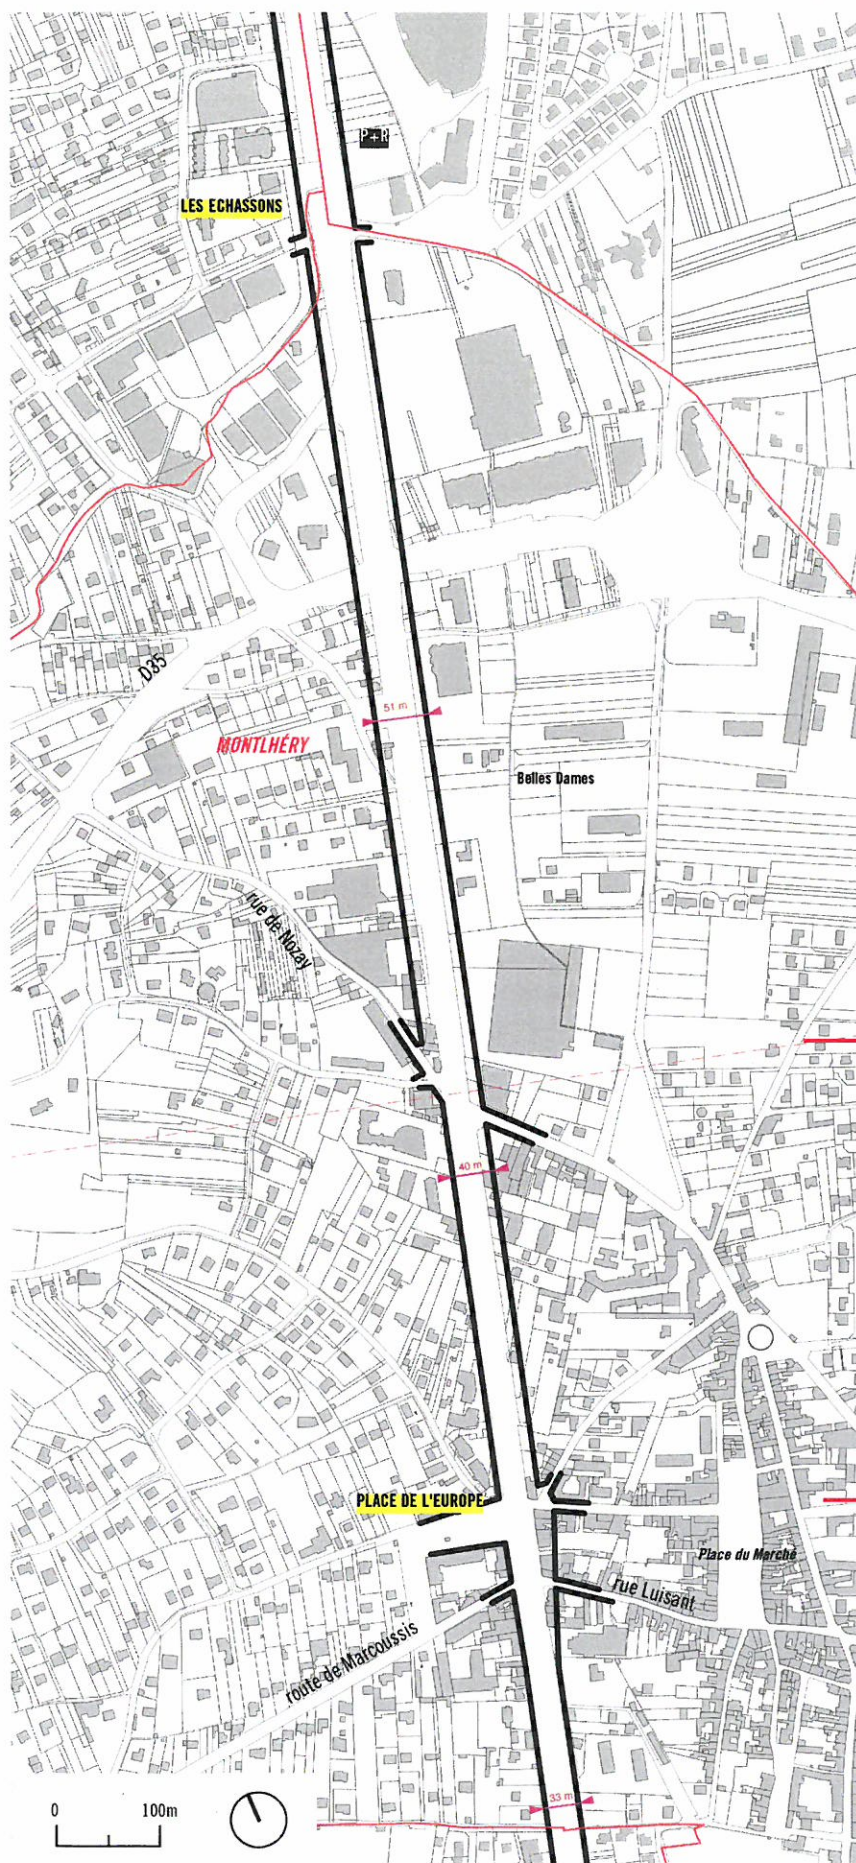 P+R
LES ECHASSONS
D35
51 m
MONTLHÉRY
Belles Dames
rue de Nozay
40 m
PLACE DE L'EUROPE
Place du Marché
rue Luisant
route de Marcoussis
33 m
0 100m